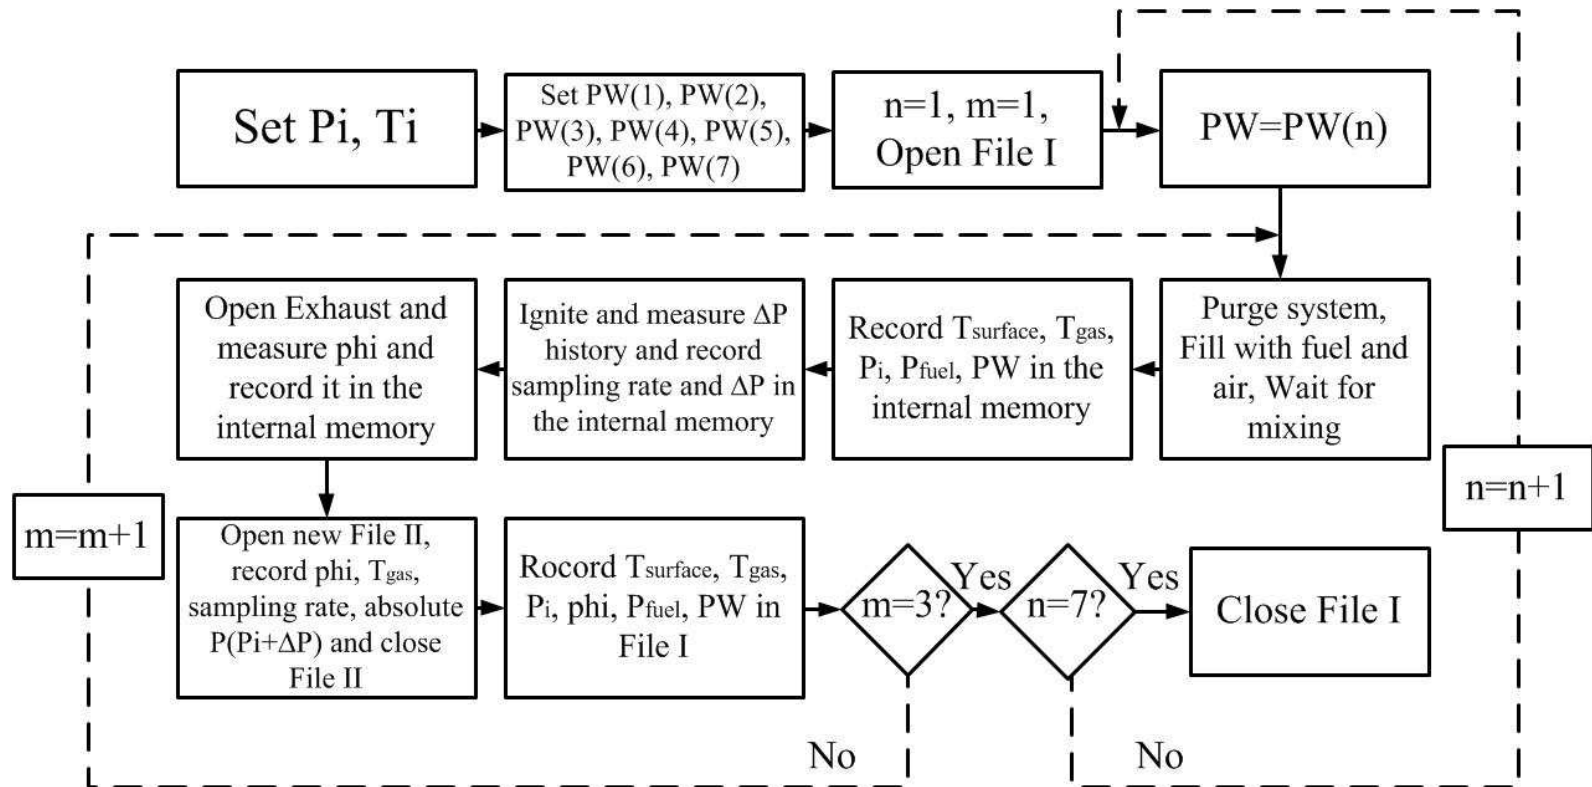 Set Pi, Ti
Set PW(1), PW(2),
PW(3), PW(4), PW(5),
PW(6), PW(7)
n=1, m=1,
Open File I
PW=PW(n)
Open Exhaust and
measure phi and
record it in the
internal memory
Ignite and measure ΔP
history and record
sampling rate and ΔP in
the internal memory
Record Tsurface, Tgas,
Pi, Pfuel, PW in the
internal memory
Purge system,
Fill with fuel and
air, Wait for
mixing
m=m+1
n=n+1
Open new File II,
record phi, Tgas,
sampling rate, absolute
P(Pi+ΔP) and close
File II
Rocord Tsurface, Tgas,
Pi, phi, Pfuel, PW in
File I
m=3?
Yes
n=7?
Yes
Close File I
No
No